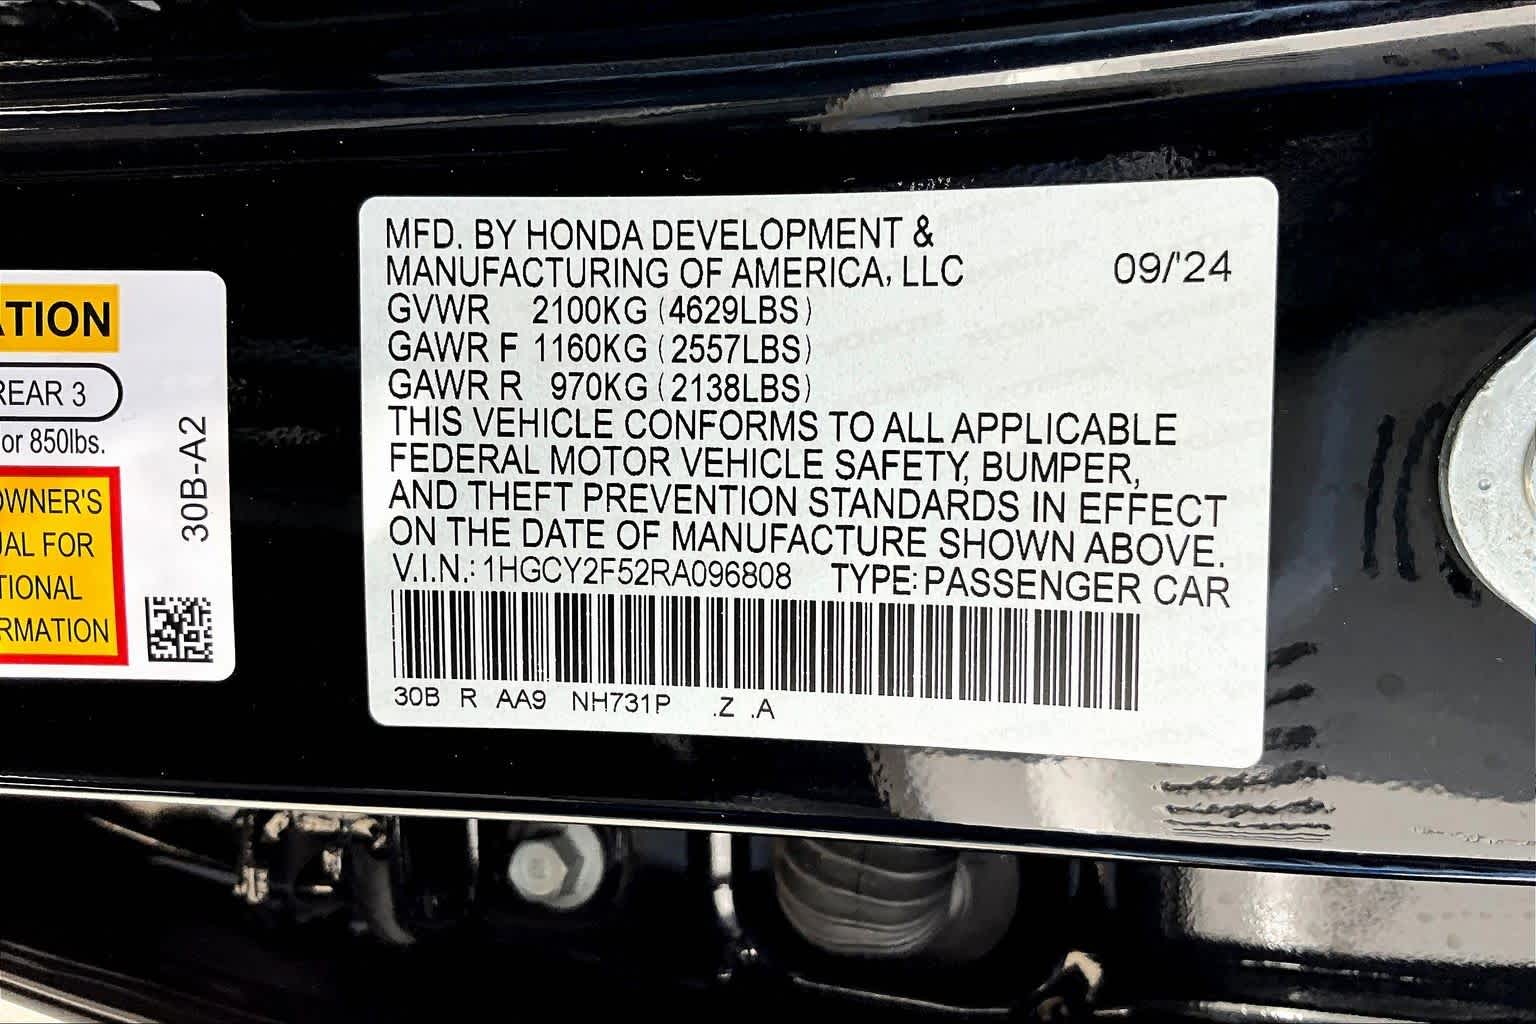 ATION
REAR 3
or 850lbs.
OWNER'S
UAL FOR
TIONAL
RMATION
30B-A2
MFD. BY HONDA DEVELOPMENT &
MANUFACTURING OF AMERICA, LLC 09/'24
GVWR 2100KG (4629LBS)
GAWR F 1160KG (2557LBS)
GAWR R 970KG (2138LBS)
THIS VEHICLE CONFORMS TO ALL APPLICABLE
FEDERAL MOTOR VEHICLE SAFETY, BUMPER,
AND THEFT PREVENTION STANDARDS IN EFFECT
ON THE DATE OF MANUFACTURE SHOWN ABOVE.
V.I.N.: 1HGCY2F52RA096808 TYPE: PASSENGER CAR
30B R AA9 NH731P .Z .A